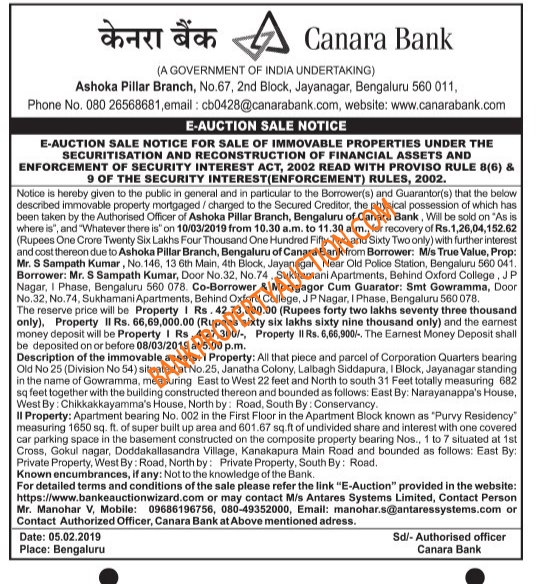 केनरा बैंक Canara Bank
(A GOVERNMENT OF INDIA UNDERTAKING)
Ashoka Pillar Branch, No.67, 2nd Block, Jayanagar, Bengaluru 560 011,
Phone No. 080 26568681,email : cb0428@canarabank.com, website: www.canarabank.com
E-AUCTION SALE NOTICE
E-AUCTION SALE NOTICE FOR SALE OF IMMOVABLE PROPERTIES UNDER THE
SECURITISATION AND RECONSTRUCTION OF FINANCIAL ASSETS AND
ENFORCEMENT OF SECURITY INTEREST ACT, 2002 READ WITH PROVISO RULE 8(6) &
9 OF THE SECURITY INTEREST(ENFORCEMENT) RULES, 2002.
Notice is hereby given to the public in general and in particular to the Borrower(s) and Guarantor(s) that the below
described immovable property mortgaged / charged to the Secured Creditor, the physical possession of which has
been taken by the Authorised Officer of Ashoka Pillar Branch, Bengaluru of Canara Bank , Will be sold on "As is
where is", and "Whatever there is" on 10/03/2019 from 10.30 a.m. to 11.30 a.m., recovery of Rs.1,26,04,152.62
(Rupees One Crore Twenty Six Lakhs Four Thousand One Hundred Fifty and Sixty Two only) with further interest
and cost thereon due to Ashoka Pillar Branch, Bengaluru of Canara Bank from Borrower: M/s True Value, Prop:
Mr. S Sampath Kumar , No.146, 13 th Main, 4th Block, Jayanagar, Near Old Police Station, Bengaluru 560 041.
Borrower: Mr. S Sampath Kumar, Door No.32, No.74 , Sukhamani Apartments, Behind Oxford College , J P
Nagar, I Phase, Bengaluru 560 078. Co-Borrower & Mortgagor Cum Guarator: Smt Gowramma, Door
No.32, No.74, Sukhamani Apartments, Behind Oxford College, J P Nagar, I Phase, Bengaluru 560 078.
The reserve price will be Property I Rs. 42,73,000.00 (Rupees forty two lakhs seventy three thousand
only), Property II Rs. 66,69,000.00 (Rupees sixty six lakhs sixty nine thousand only) and the earnest
money deposit will be Property I Rs. Property II Rs. 6,66,900/-. The Earnest Money Deposit shall
be deposited on or before 08/03/2019 at 5.00 p.m.
Description of the immovable asset: I Property: All that piece and parcel of Corporation Quarters bearing
Old No 25 (Division No 54) situated at No.25, Janatha Colony, Lalbagh Siddapura, I Block, Jayanagar standing
in the name of Gowramma, measuring East to West 22 feet and North to south 31 Feet totally measuring 682
sq feet together with the building constructed thereon and bounded as follows: East By: Narayanappa's House,
West By : Chikkakkayamma's House, North by : Road, South By : Conservancy.
II Property: Apartment bearing No. 002 in the First Floor in the Apartment Block known as "Purvy Residency"
measuring 1650 sq. ft. of super built up area and 601.67 sq.ft of undivided share and interest with one covered
car parking space in the basement constructed on the composite property bearing Nos., 1 to 7 situated at 1st
Cross, Gokul nagar, Doddakallasandra Village, Kanakapura Main Road and bounded as follows: East By:
Private Property, West By : Road, North By : Private Property, South By : Road.
Known encumbrances, if any: Not to the knowledge of the Bank.
For detailed terms and conditions of the sale please refer the link "E-Auction" provided in the website:
https://www.bankeauctionwizard.com or may contact M/s Antares Systems Limited, Contact Person
Mr. Manohar V, Mobile: 09686196756, 080-49352000, Email: manohar.s@antaressystems.com or
Contact Authorized Officer, Canara Bank at Above mentioned adress.
Date: 05.02.2019 Sd/- Authorised officer
Place: Bengaluru Canara Bank
BANKPROPERTYAUCTION.COM